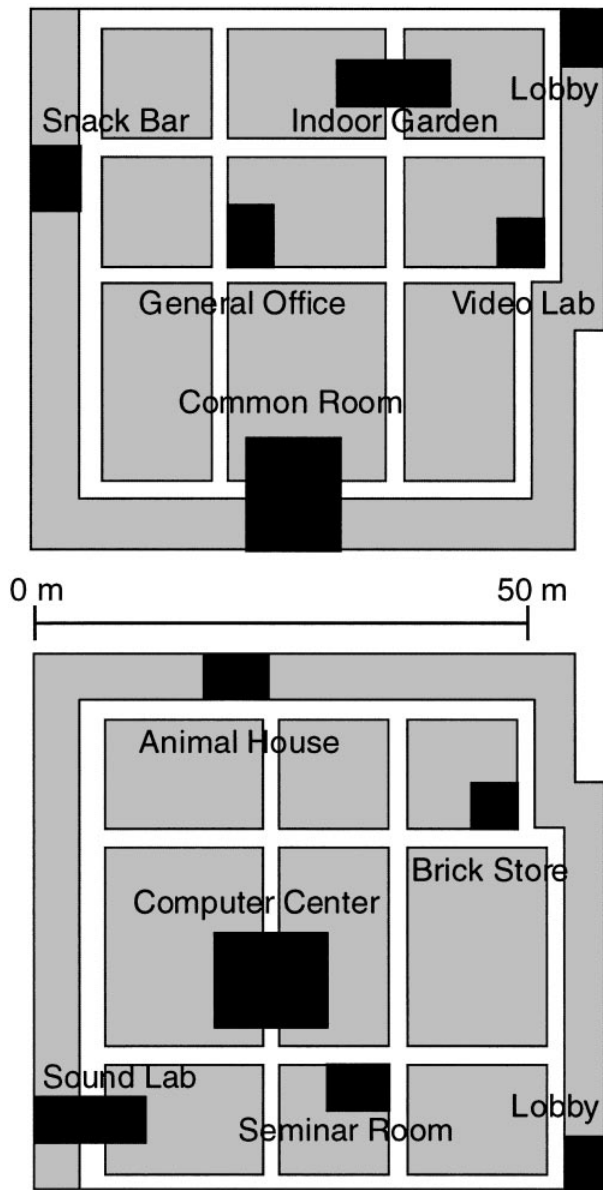 Lobby
Snack Bar
Indoor Garden
General Office
Video Lab
Common Room
0 m
50 m
Animal House
Brick Store
Computer Center
Sound Lab
Lobby
Seminar Room